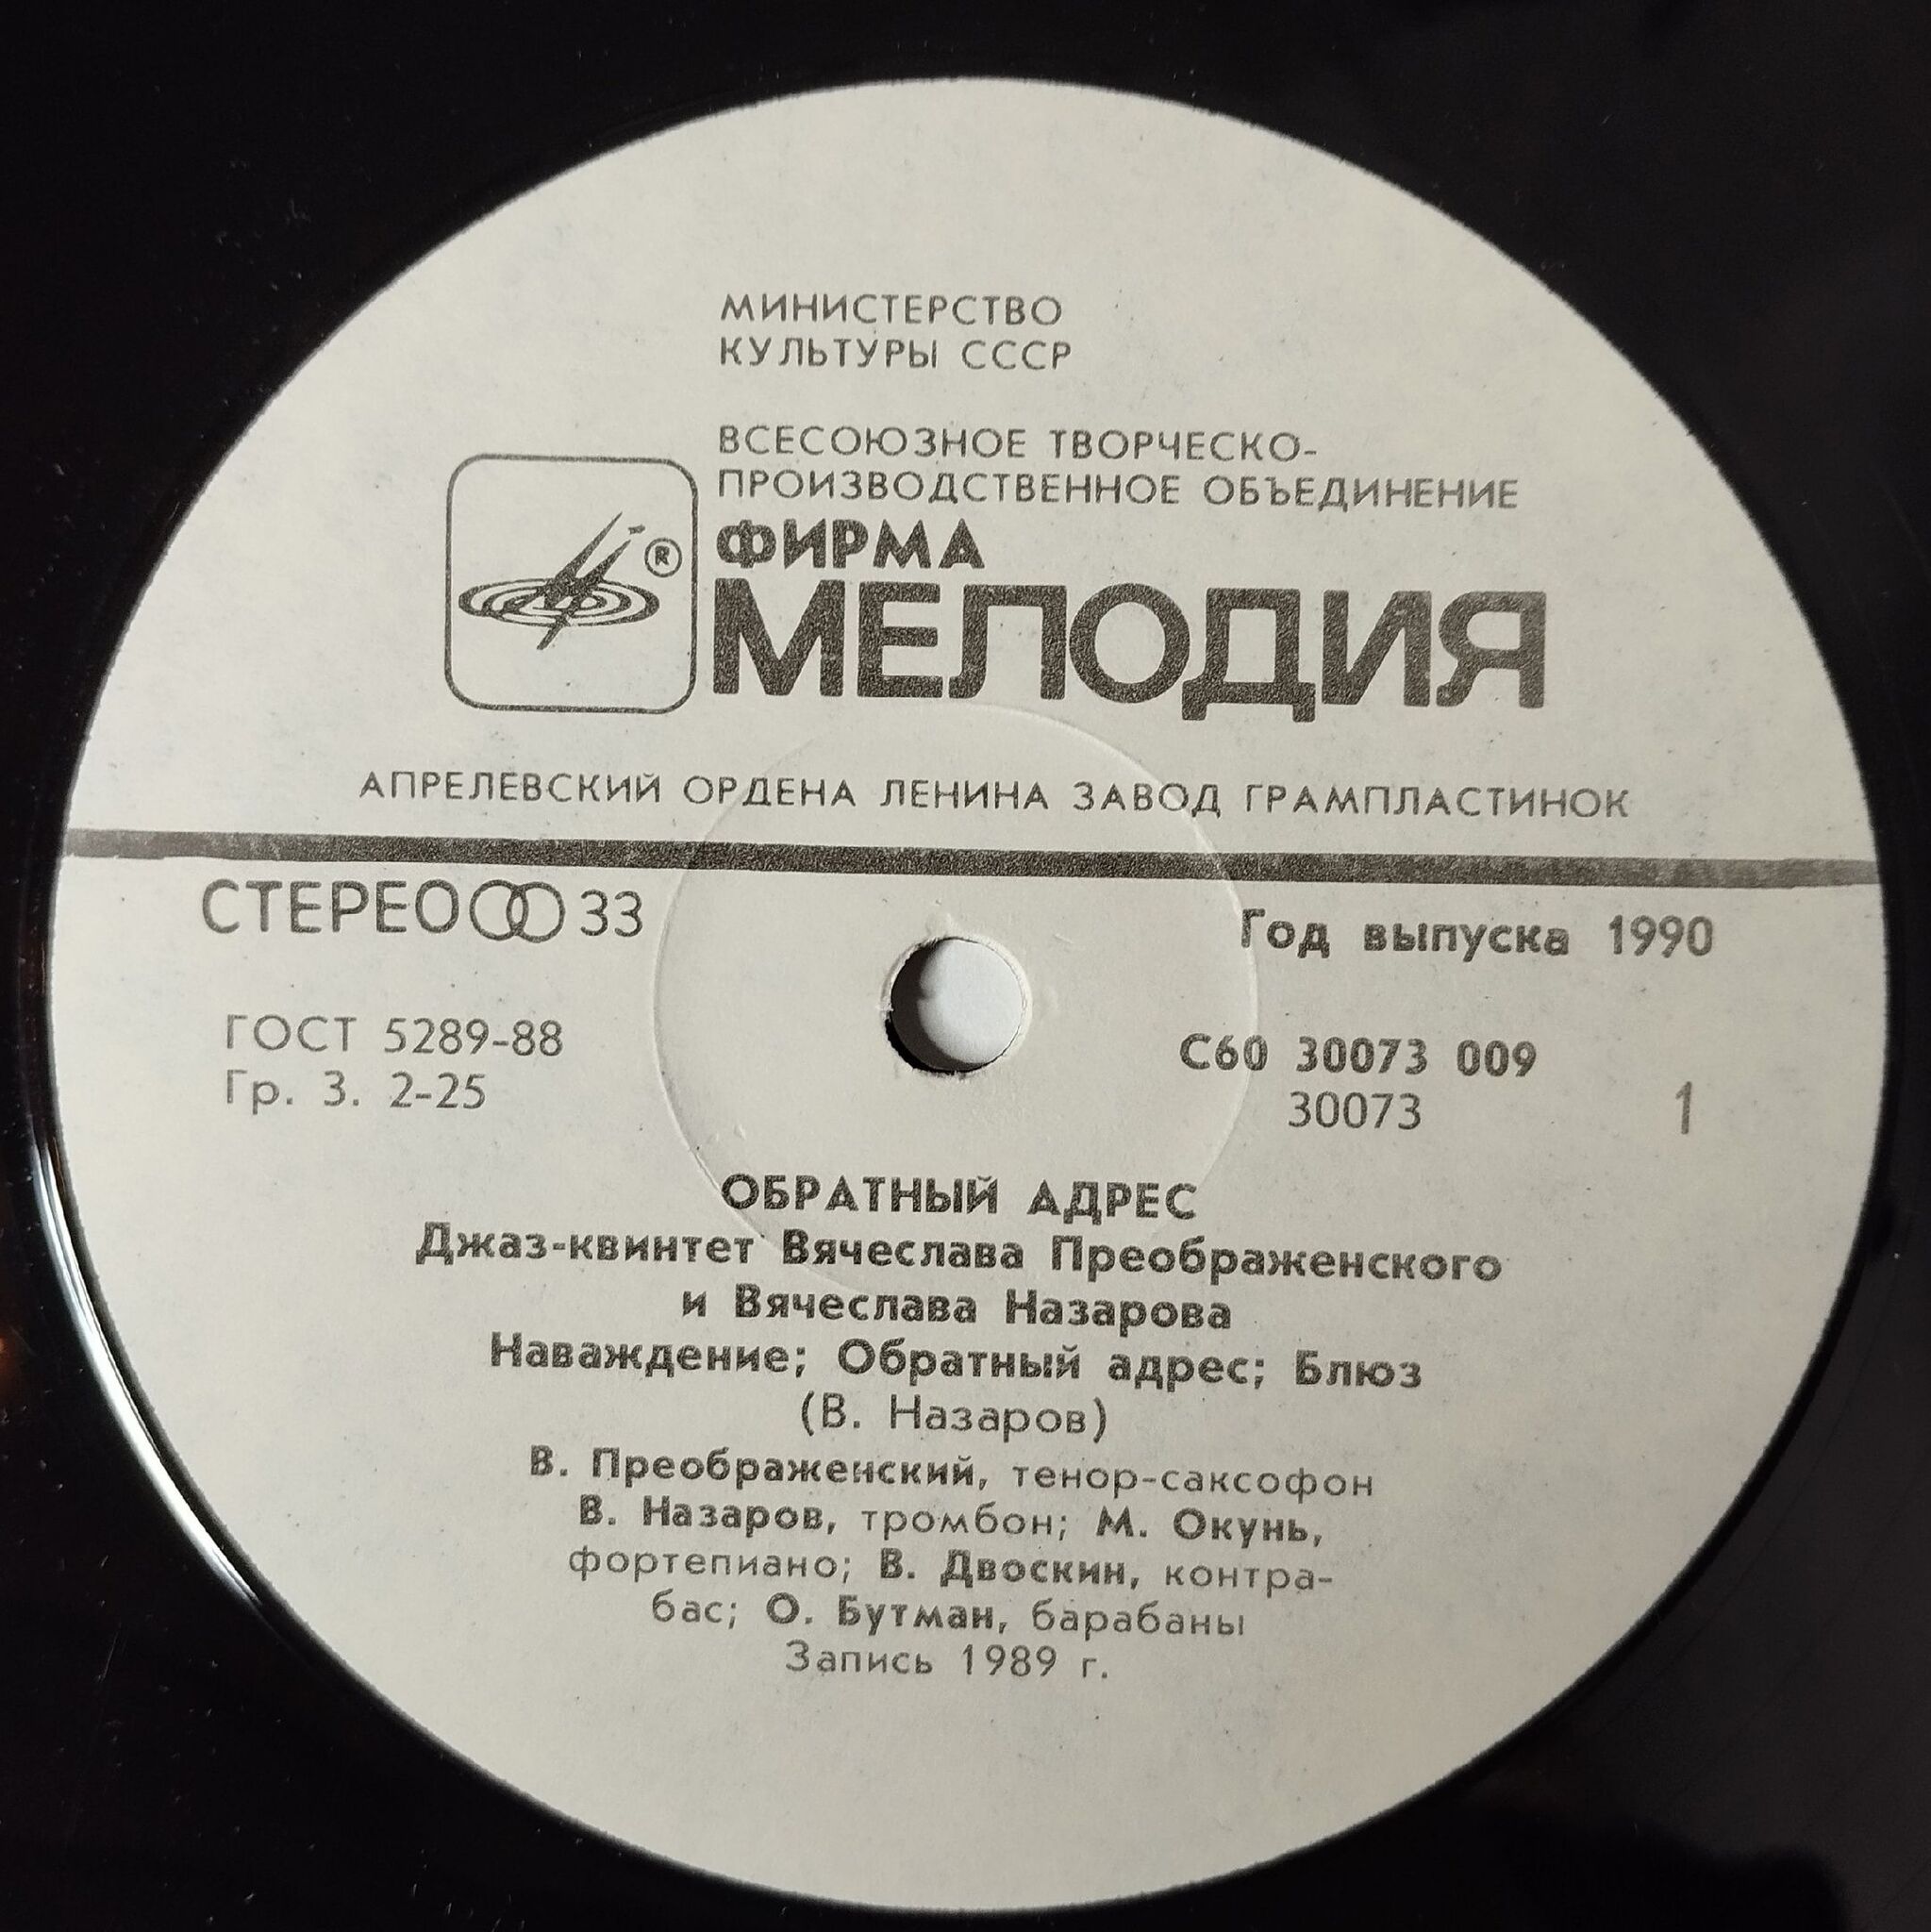 МИНИСТЕРСТВО
КУЛЬТУРЫ СССР
ВСЕСОЮЗНОЕ ТВОРЧЕСКО-
ПРОИЗВОДСТВЕННОЕ ОБЪЕДИНЕНИЕ
ФИРМА
®
МЕЛОДИЯ
АПРЕЛЕВСКИЙ ОРДЕНА ЛЕНИНА ЗАВОД ГРАМПЛАСТИНОК
СТЕРЕО 33
Год выпуска 1990
ГОСТ 5289-88
Гр. 3. 2-25
С60 30073 009
30073
1
ОБРАТНЫЙ АДРЕС
Джаз-квинтет Вячеслава Преображенского
и Вячеслава Назарова
Наваждение; Обратный адрес; Блюз
(В. Назаров)
В. Преображенский, тенор-саксофон
В. Назаров, тромбон; М. Окунь,
фортепиано; В. Двоскин, контра-
бас; О. Бутман, барабаны
Запись 1989 г.